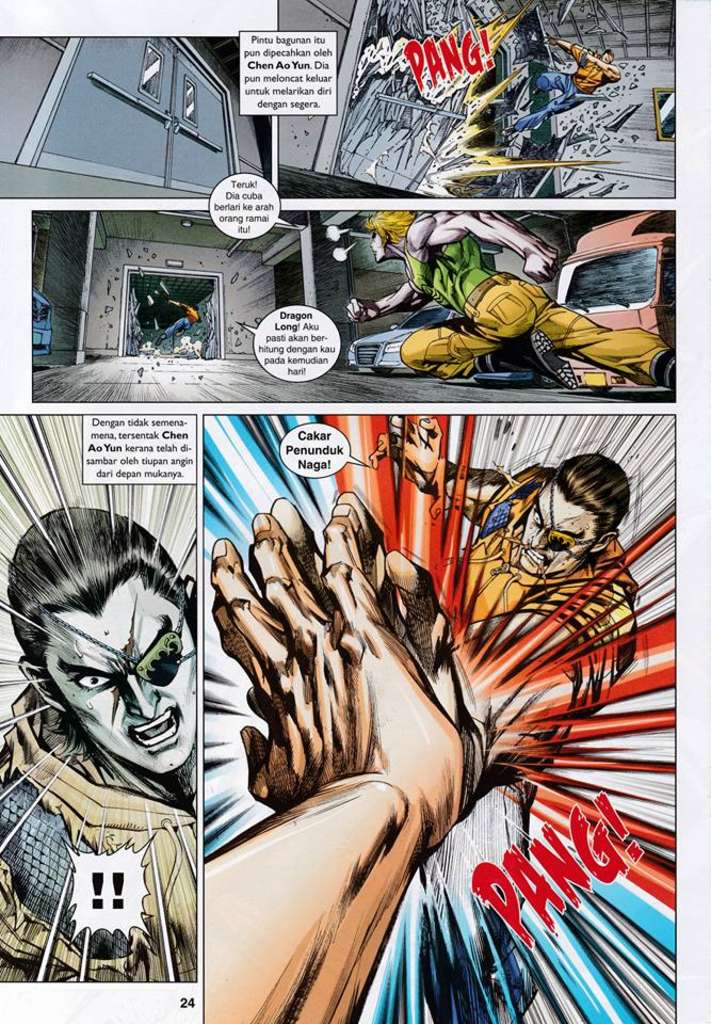 Pintu bagunan itu
pun dipecahkan oleh
Chen Ao Yun. Dia
pun meloncat keluar
untuk melarikan diri
dengan segera.
PANG!
Teruk!
Dia cuba
berlari ke arah
orang ramai
itu!
Dragon
Long! Aku
pasti akan ber-
hitung dengan kau
pada kemudian
hari!
Dengan tidak semena-
mena, tersentak Chen
Ao Yun kerana telah di-
sambar oleh tiupan angin
dari depan mukanya.
!!
Cakar
Penunduk
Naga!
PANG!
24